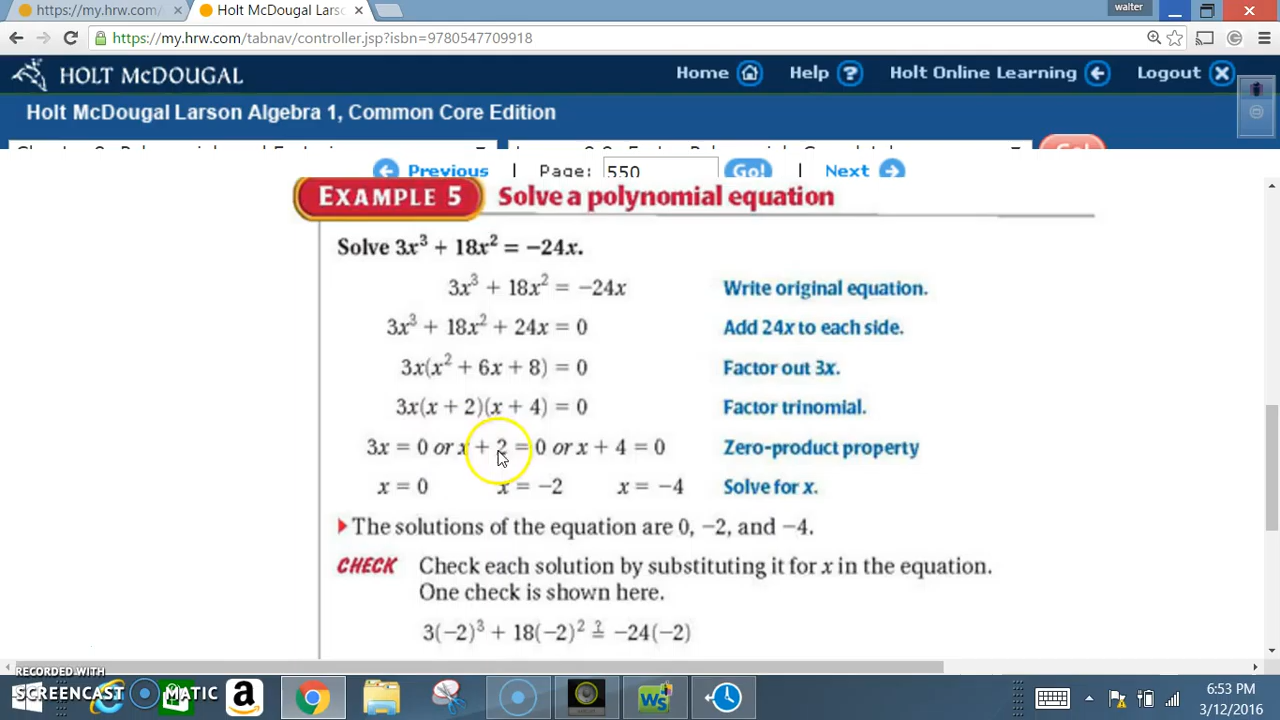 https://my.hrw.com/
Holt McDougal Lars
walter
https://my.hrw.com/tabnav/controller.jsp?isbn=9780547709918
HOLT McDOUGAL
Home
Help
Holt Online Learning
Logout
Holt McDougal Larson Algebra 1, Common Core Edition
Previous | Page: 550 Go! | Next
EXAMPLE 5 Solve a polynomial equation
Solve 3x³ + 18x² = −24x.
3x³ + 18x² = −24x Write original equation.
3x³ + 18x² + 24x = 0 Add 24x to each side.
3x(x² + 6x + 8) = 0 Factor out 3x.
3x(x + 2)(x + 4) = 0 Factor trinomial.
3x = 0 or x + 2 = 0 or x + 4 = 0 Zero-product property
x = 0 x = −2 x = −4 Solve for x.
The solutions of the equation are 0, −2, and −4.
CHECK Check each solution by substituting it for x in the equation.
One check is shown here.
3(−2)³ + 18(−2)² ≟ −24(−2)
RECORDED WITH
SCREENCAST MATIC
6:53 PM
3/12/2016